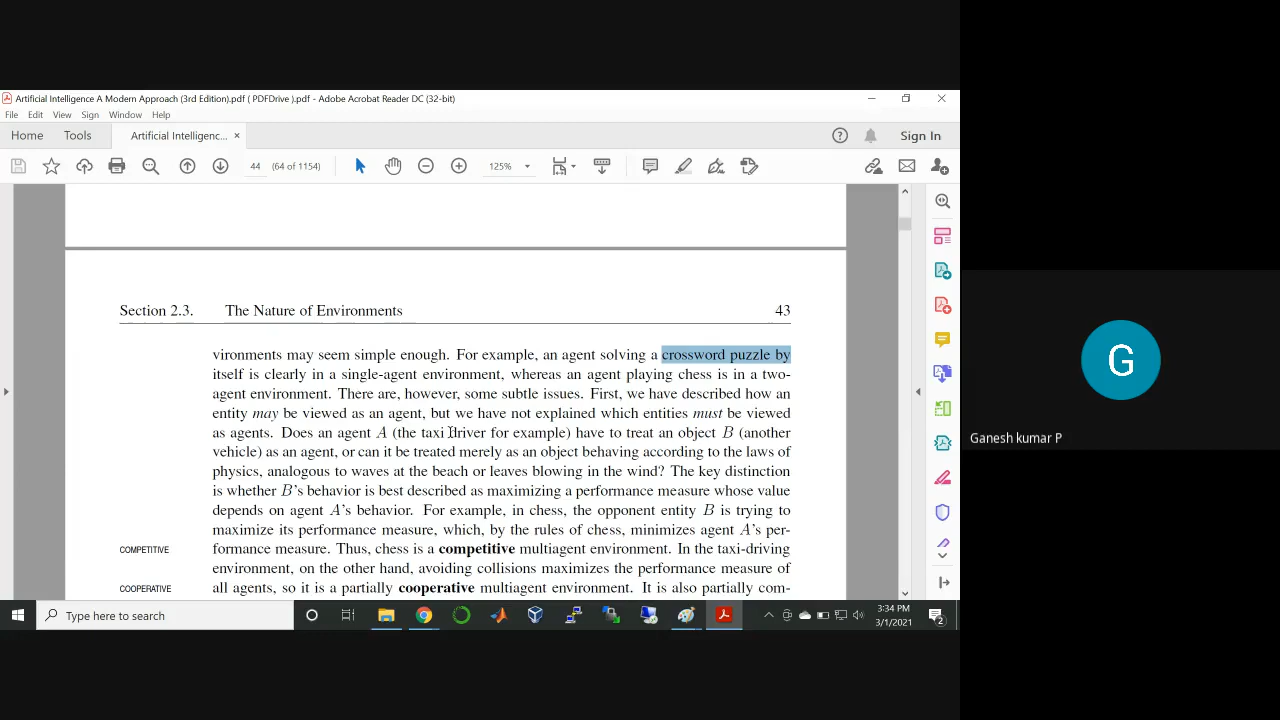 Artificial Intelligence A Modern Approach (3rd Edition).pdf ( PDFDrive ).pdf - Adobe Acrobat Reader DC (32-bit)
File Edit View Sign Window Help
Home Tools Artificial Intelligenc... × Sign In
44 (64 of 1154) 125%
Section 2.3. The Nature of Environments 43
vironments may seem simple enough. For example, an agent solving a crossword puzzle by
itself is clearly in a single-agent environment, whereas an agent playing chess is in a two-
agent environment. There are, however, some subtle issues. First, we have described how an
entity may be viewed as an agent, but we have not explained which entities must be viewed
as agents. Does an agent A (the taxi driver for example) have to treat an object B (another
vehicle) as an agent, or can it be treated merely as an object behaving according to the laws of
physics, analogous to waves at the beach or leaves blowing in the wind? The key distinction
is whether B's behavior is best described as maximizing a performance measure whose value
depends on agent A's behavior. For example, in chess, the opponent entity B is trying to
maximize its performance measure, which, by the rules of chess, minimizes agent A's per-
COMPETITIVE formance measure. Thus, chess is a competitive multiagent environment. In the taxi-driving
environment, on the other hand, avoiding collisions maximizes the performance measure of
COOPERATIVE all agents, so it is a partially cooperative multiagent environment. It is also partially com-
Type here to search
3:34 PM
3/1/2021
2
G
Ganesh kumar P